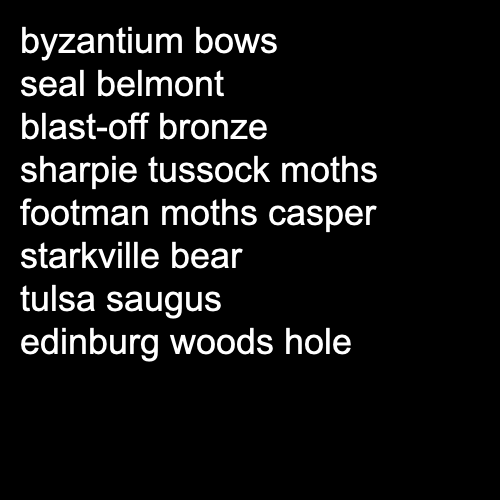 byzantium bows
seal belmont
blast-off bronze
sharpie tussock moths
footman moths casper
starkville bear
tulsa saugus
edinburg woods hole